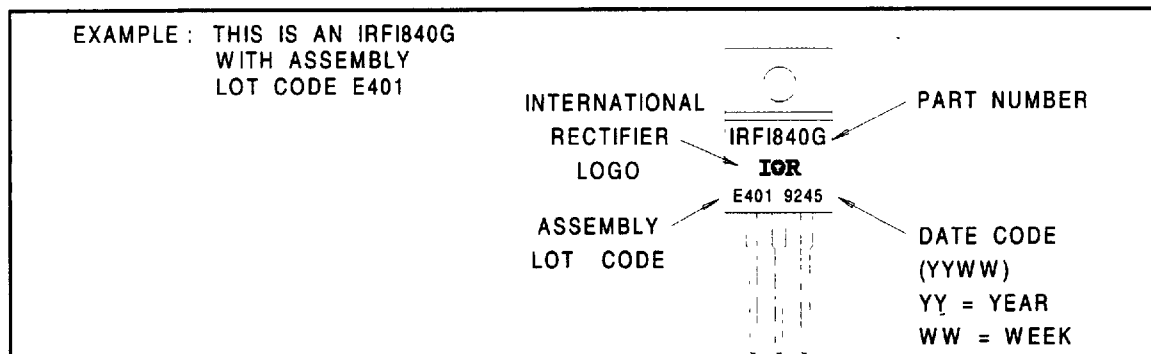 EXAMPLE : THIS IS AN IRFI840G
WITH ASSEMBLY
LOT CODE E401
INTERNATIONAL
RECTIFIER
LOGO
ASSEMBLY
LOT CODE
IRFI840G
IOR
E401 9245
PART NUMBER
DATE CODE
(YYWW)
YY = YEAR
WW = WEEK